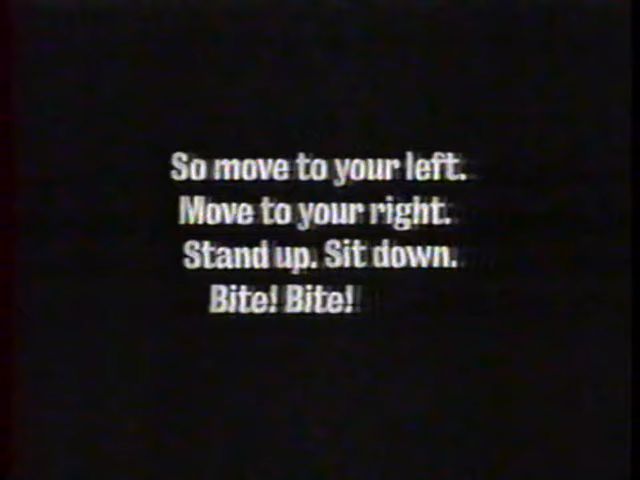 So move to your left.
Move to your right.
Stand up. Sit down.
Bite! Bite!